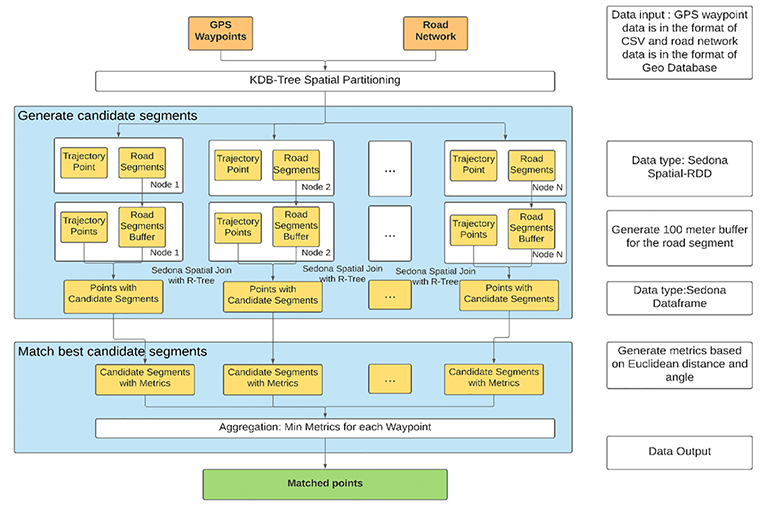 GPS
Waypoints
Road
Network
Data input : GPS waypoint
data is in the format of
CSV and road network
data is in the format of
Geo Database
KDB-Tree Spatial Partitioning
Generate candidate segments
Trajectory
Point
Road
Segments
Node 1
Trajectory
Point
Road
Segments
Node 2
...
Trajectory
Point
Road
Segments
Node N
Data type: Sedona
Spatial-RDD
Trajectory
Points
Road
Segments
Buffer
Node 1
Trajectory
Points
Road
Segments
Buffer
Node 2
...
Trajectory
Points
Road
Segments
Buffer
Node N
Generate 100 meter buffer
for the road segment
Sedona Spatial Join
with R-Tree
Sedona Spatial Join
with R-Tree
Sedona Spatial Join
with R-Tree
Points with
Candidate Segments
Points with
Candidate Segments
...
Points with
Candidate Segments
Data type:Sedona
Dataframe
Match best candidate segments
Candidate Segments
with Metrics
Candidate Segments
with Metrics
...
Candidate Segments
with Metrics
Generate metrics based
on Euclidean distance and
angle
Aggregation: Min Metrics for each Waypoint
Data Output
Matched points